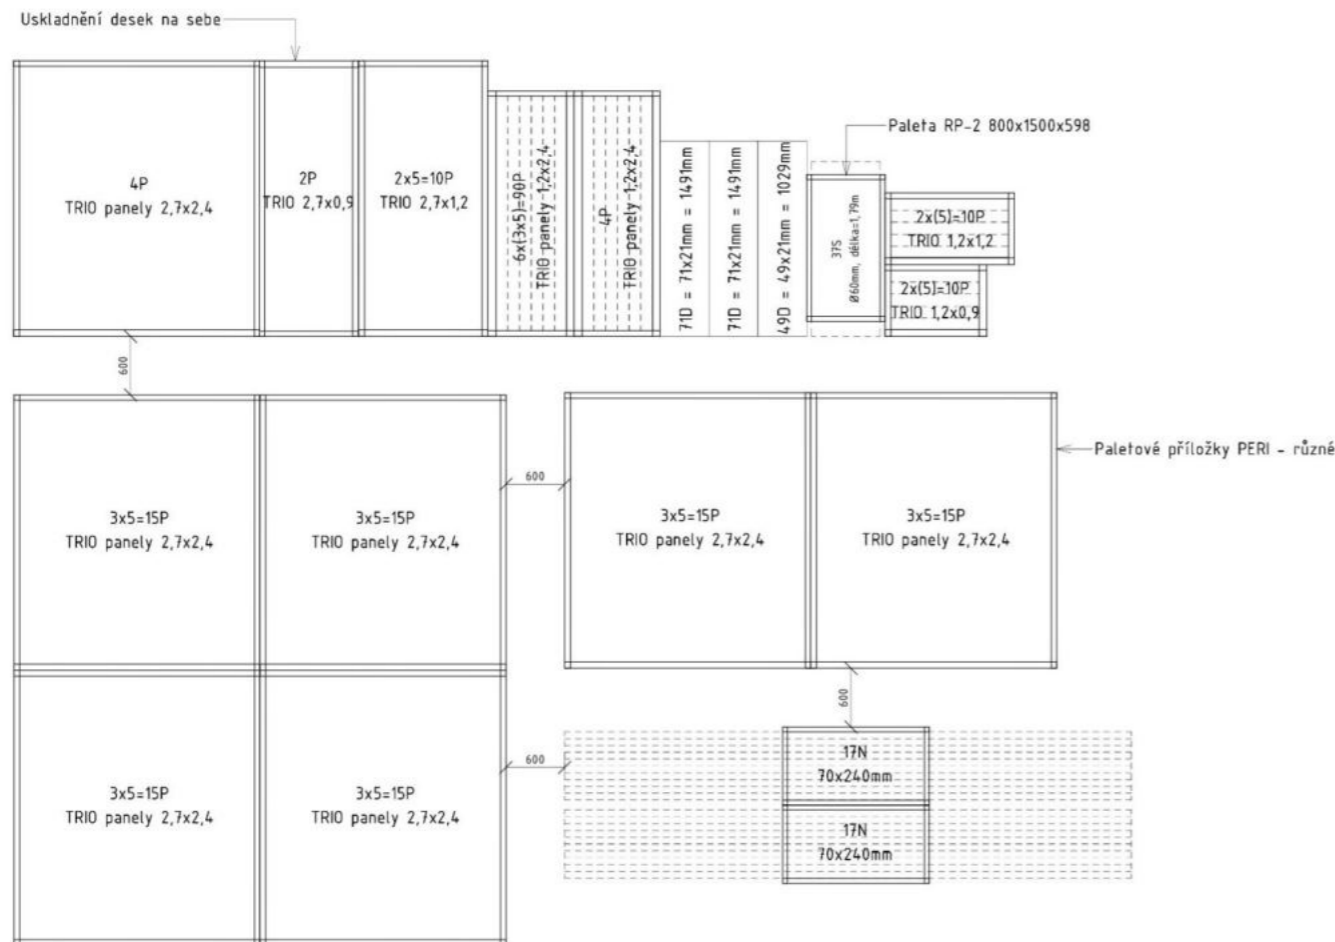 Uskladnění desek na sebe
4P
TRIO panely 2,7x2,4
2P
TRIO 2,7x0,9
2x5=10P
TRIO 2,7x1,2
6x(3x5)=90P
TRIO panely 1,2x2,4
4P
TRIO panely 1,2x2,4
71D = 71x21mm = 1491mm
71D = 71x21mm = 1491mm
49D = 49x21mm = 1029mm
Paleta RP-2 800x1500x598
37S
Ø60mm, délka=1,79m
2x(5)=10P
TRIO 1,2x1,2
2x(5)=10P
TRIO 1,2x0,9
600
3x5=15P
TRIO panely 2,7x2,4
3x5=15P
TRIO panely 2,7x2,4
600
3x5=15P
TRIO panely 2,7x2,4
3x5=15P
TRIO panely 2,7x2,4
Paletové příložky PERI - různé
3x5=15P
TRIO panely 2,7x2,4
3x5=15P
TRIO panely 2,7x2,4
600
600
17N
70x240mm
17N
70x240mm